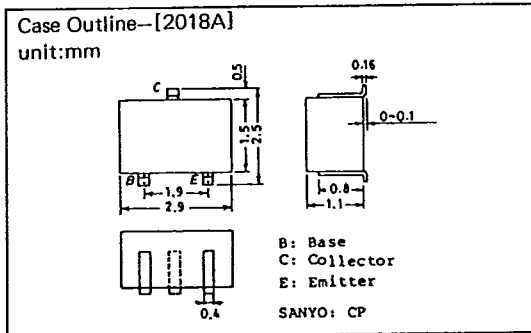 Case Outline—[2018A]
unit:mm
C
0.5
0.16
0–0.1
1.5
2.5
B
E
1.9
2.9
0.8
1.1
B: Base
C: Collector
E: Emitter
0.4
SANYO: CP